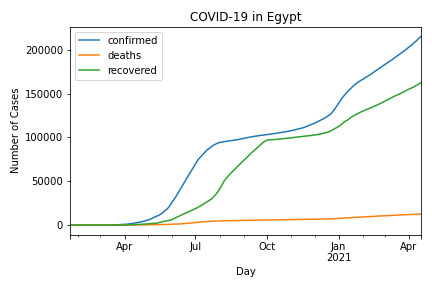 COVID-19 in Egypt
confirmed
deaths
recovered
Number of Cases
200000
150000
100000
50000
0
Apr
Jul
Oct
Jan
2021
Apr
Day